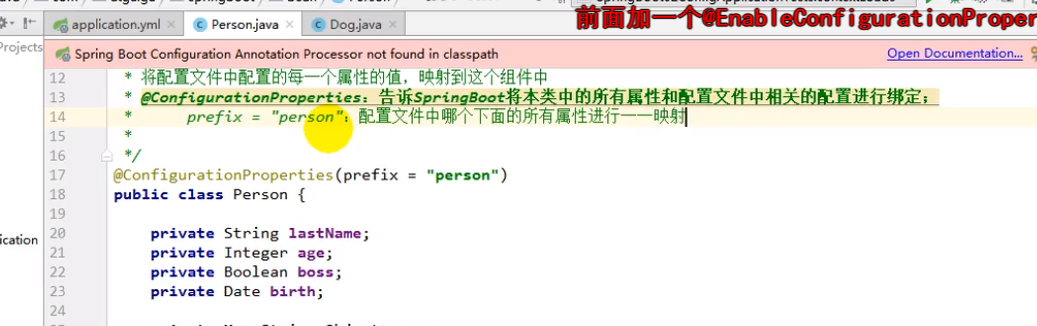 前面加一个@EnableConfigurationProper
application.yml
Person.java
Dog.java
Projects
Spring Boot Configuration Annotation Processor not found in classpath
Open Documentation...
12 * 将配置文件中配置的每一个属性的值，映射到这个组件中
13 * @ConfigurationProperties：告诉SpringBoot将本类中的所有属性和配置文件中相关的配置进行绑定；
14 * prefix = "person"：配置文件中哪个下面的所有属性进行一一映射
15 *
16 */
17 @ConfigurationProperties(prefix = "person")
18 public class Person {
19
20 private String lastName;
ication
21 private Integer age;
22 private Boolean boss;
23 private Date birth;
24